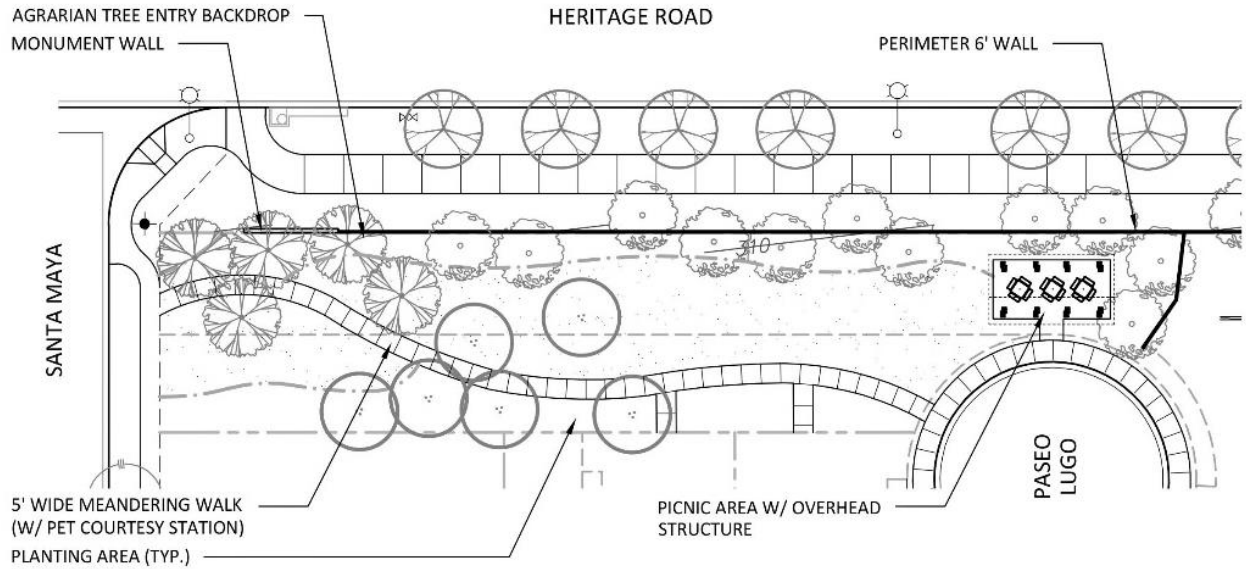 AGRARIAN TREE ENTRY BACKDROP
HERITAGE ROAD
MONUMENT WALL
PERIMETER 6' WALL
310
SANTA MAYA
PASEO
LUGO
5' WIDE MEANDERING WALK
(W/ PET COURTESY STATION)
PICNIC AREA W/ OVERHEAD
STRUCTURE
PLANTING AREA (TYP.)